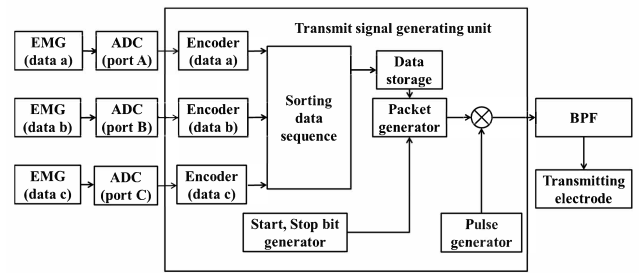 Transmit signal generating unit
EMG
(data a)
ADC
(port A)
Encoder
(data a)
EMG
(data b)
ADC
(port B)
Encoder
(data b)
EMG
(data c)
ADC
(port C)
Encoder
(data c)
Sorting
data
sequence
Data
storage
Packet
generator
Start, Stop bit
generator
Pulse
generator
BPF
Transmitting
electrode